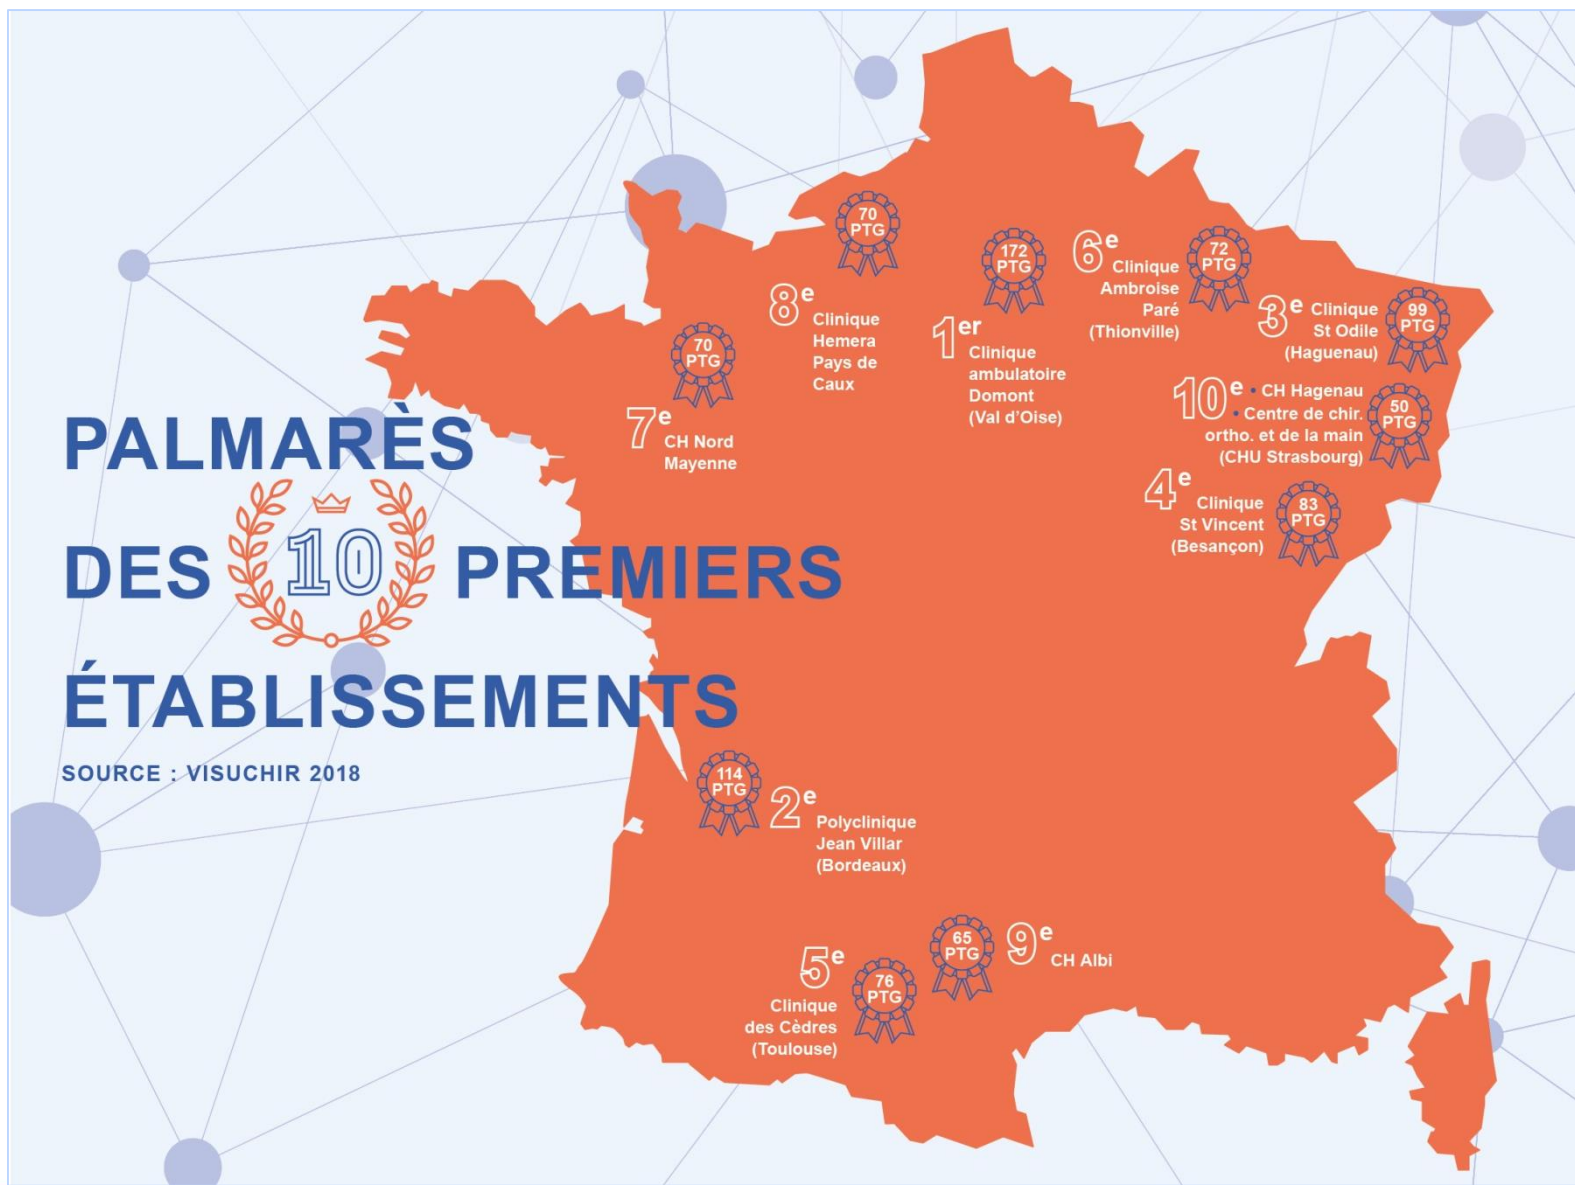 PALMARÈS
DES 10 PREMIERS
ÉTABLISSEMENTS
SOURCE : VISUCHIR 2018
70
PTG
8e
Clinique
Hemera
Pays de
Caux
172
PTG
1er
Clinique
ambulatoire
Domont
(Val d'Oise)
6e
Clinique
Ambroise
Paré
(Thionville)
72
PTG
3e Clinique
St Odile
(Haguenau)
99
PTG
70
PTG
7e
CH Nord
Mayenne
10e • CH Hagenau
• Centre de chir.
ortho. et de la main
(CHU Strasbourg)
50
PTG
4e
Clinique
St Vincent
(Besançon)
83
PTG
114
PTG
2e
Polyclinique
Jean Villar
(Bordeaux)
5e
Clinique
des Cèdres
(Toulouse)
76
PTG
65
PTG
9e
CH Albi